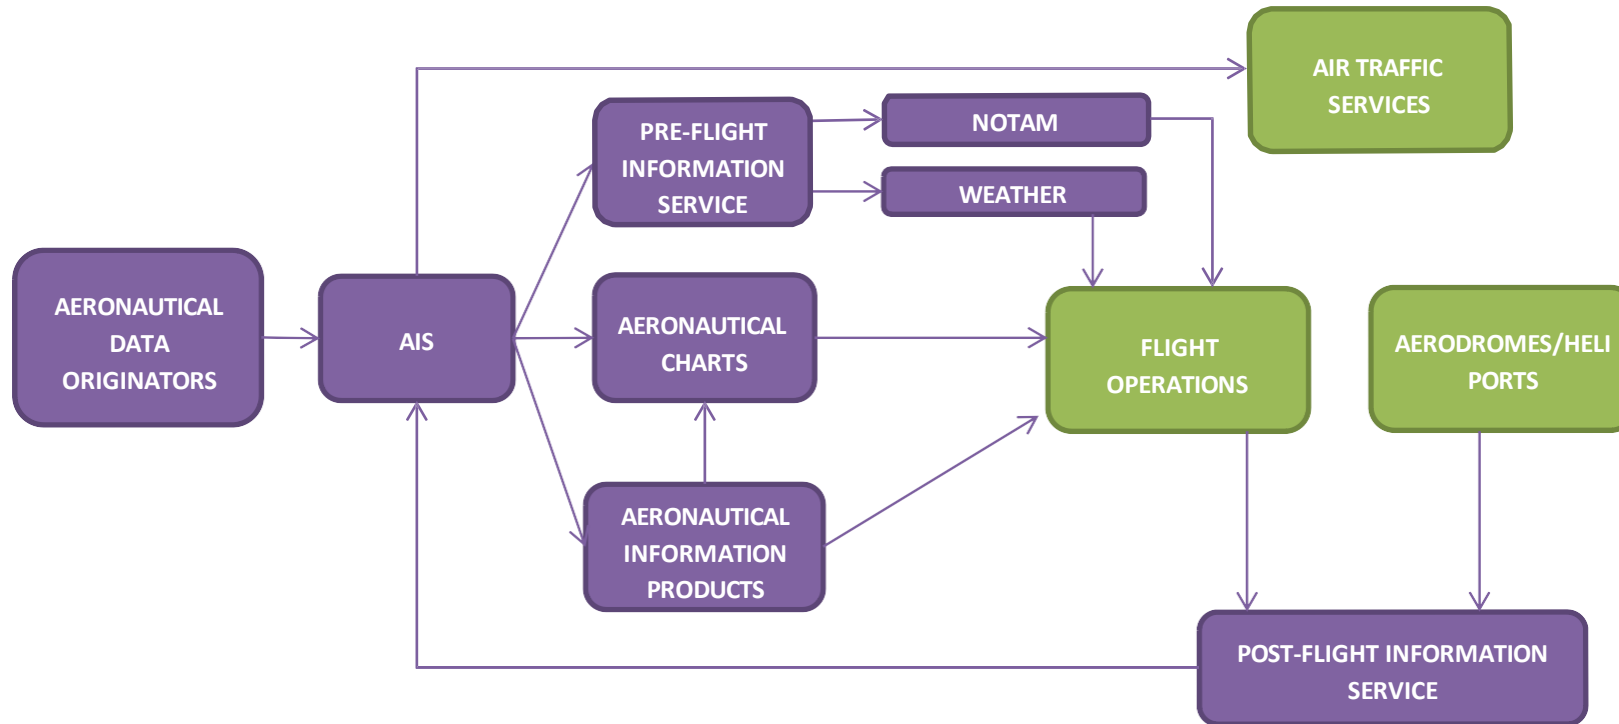 AIR TRAFFIC
SERVICES
PRE-FLIGHT
INFORMATION
SERVICE
NOTAM
WEATHER
AERONAUTICAL
DATA
ORIGINATORS
AIS
AERONAUTICAL
CHARTS
FLIGHT
OPERATIONS
AERODROMES/HELI
PORTS
AERONAUTICAL
INFORMATION
PRODUCTS
POST-FLIGHT INFORMATION
SERVICE